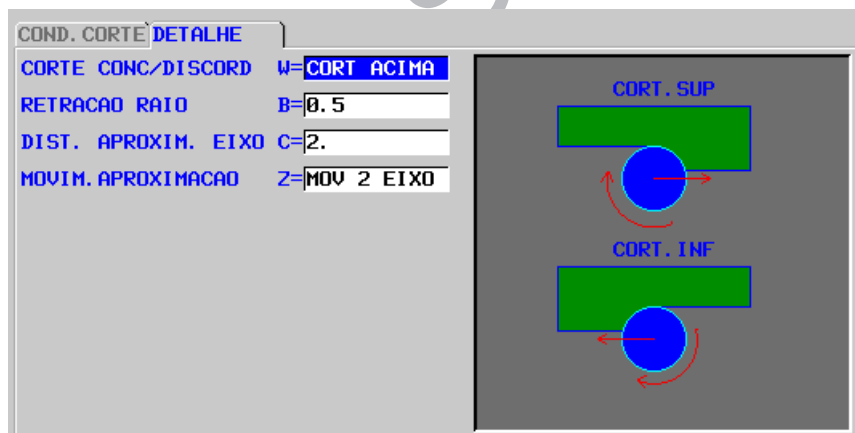 COND.CORTE DETALHE
CORTE CONC/DISCORD W=CORT ACIMA
RETRACAO RAIO B=0.5
DIST. APROXIM. EIXO C=2.
MOVIM.APROXIMACAO Z=MOV 2 EIXO
CORT.SUP
CORT.INF